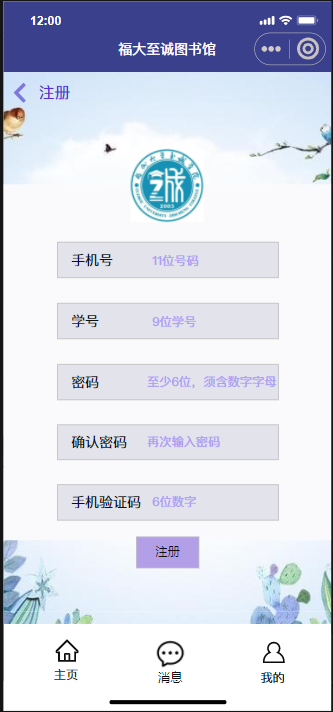 12:00
福大至诚图书馆
注册
2003
手机号 11位号码
学号 9位学号
密码 至少6位，须含数字字母
确认密码 再次输入密码
手机验证码 6位数字
注册
主页 消息 我的